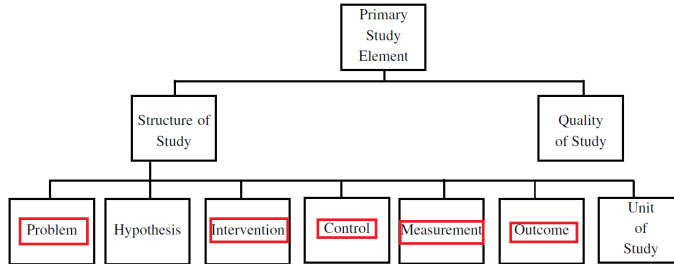 Primary
Study
Element
Structure of
Study
Quality
of Study
Problem
Hypothesis
Intervention
Control
Measurement
Outcome
Unit
of
Study